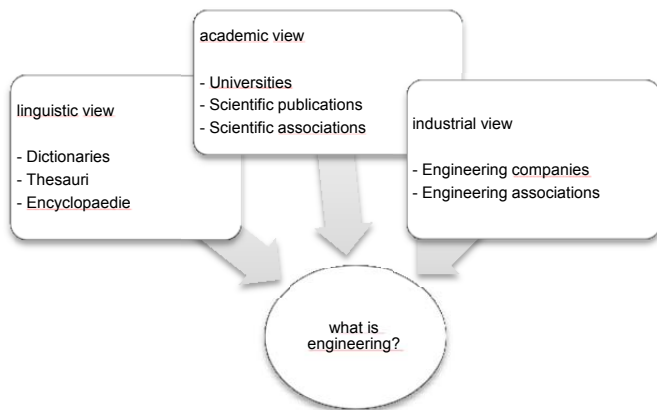 linguistic view
- Dictionaries
- Thesauri
- Encyclopaedie
academic view
- Universities
- Scientific publications
- Scientific associations
industrial view
- Engineering companies
- Engineering associations
what is
engineering?